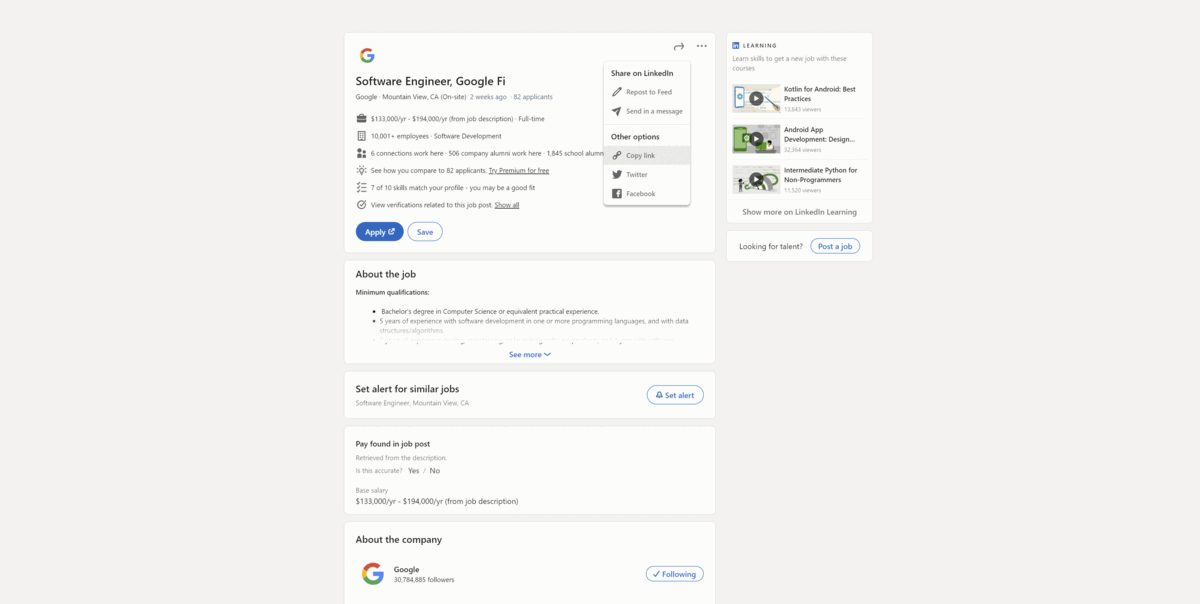 Software Engineer, Google Fi
Google · Mountain View, CA (On-site) 2 weeks ago · 82 applicants
$133,000/yr - $194,000/yr (from job description) · Full-time
10,001+ employees · Software Development
6 connections work here · 506 company alumni work here · 1,845 school alumn
See how you compare to 82 applicants. Try Premium for free
7 of 10 skills match your profile - you may be a good fit
View verifications related to this job post. Show all
Apply
Save
Share on LinkedIn
Repost to Feed
Send in a message
Other options
Copy link
Twitter
Facebook
About the job
Minimum qualifications:
• Bachelor's degree in Computer Science or equivalent practical experience.
• 5 years of experience with software development in one or more programming languages, and with data
structures/algorithms
See more
Set alert for similar jobs
Software Engineer, Mountain View, CA
Set alert
Pay found in job post
Retrieved from the description.
Is this accurate? Yes / No
Base salary
$133,000/yr - $194,000/yr (from job description)
About the company
Google
30,784,885 followers
Following
in LEARNING
Learn skills to get a new job with these
courses
Kotlin for Android: Best
Practices
13,843 viewers
Android App
Development: Design...
32,364 viewers
Intermediate Python for
Non-Programmers
11,520 viewers
Show more on LinkedIn Learning
Looking for talent?
Post a job